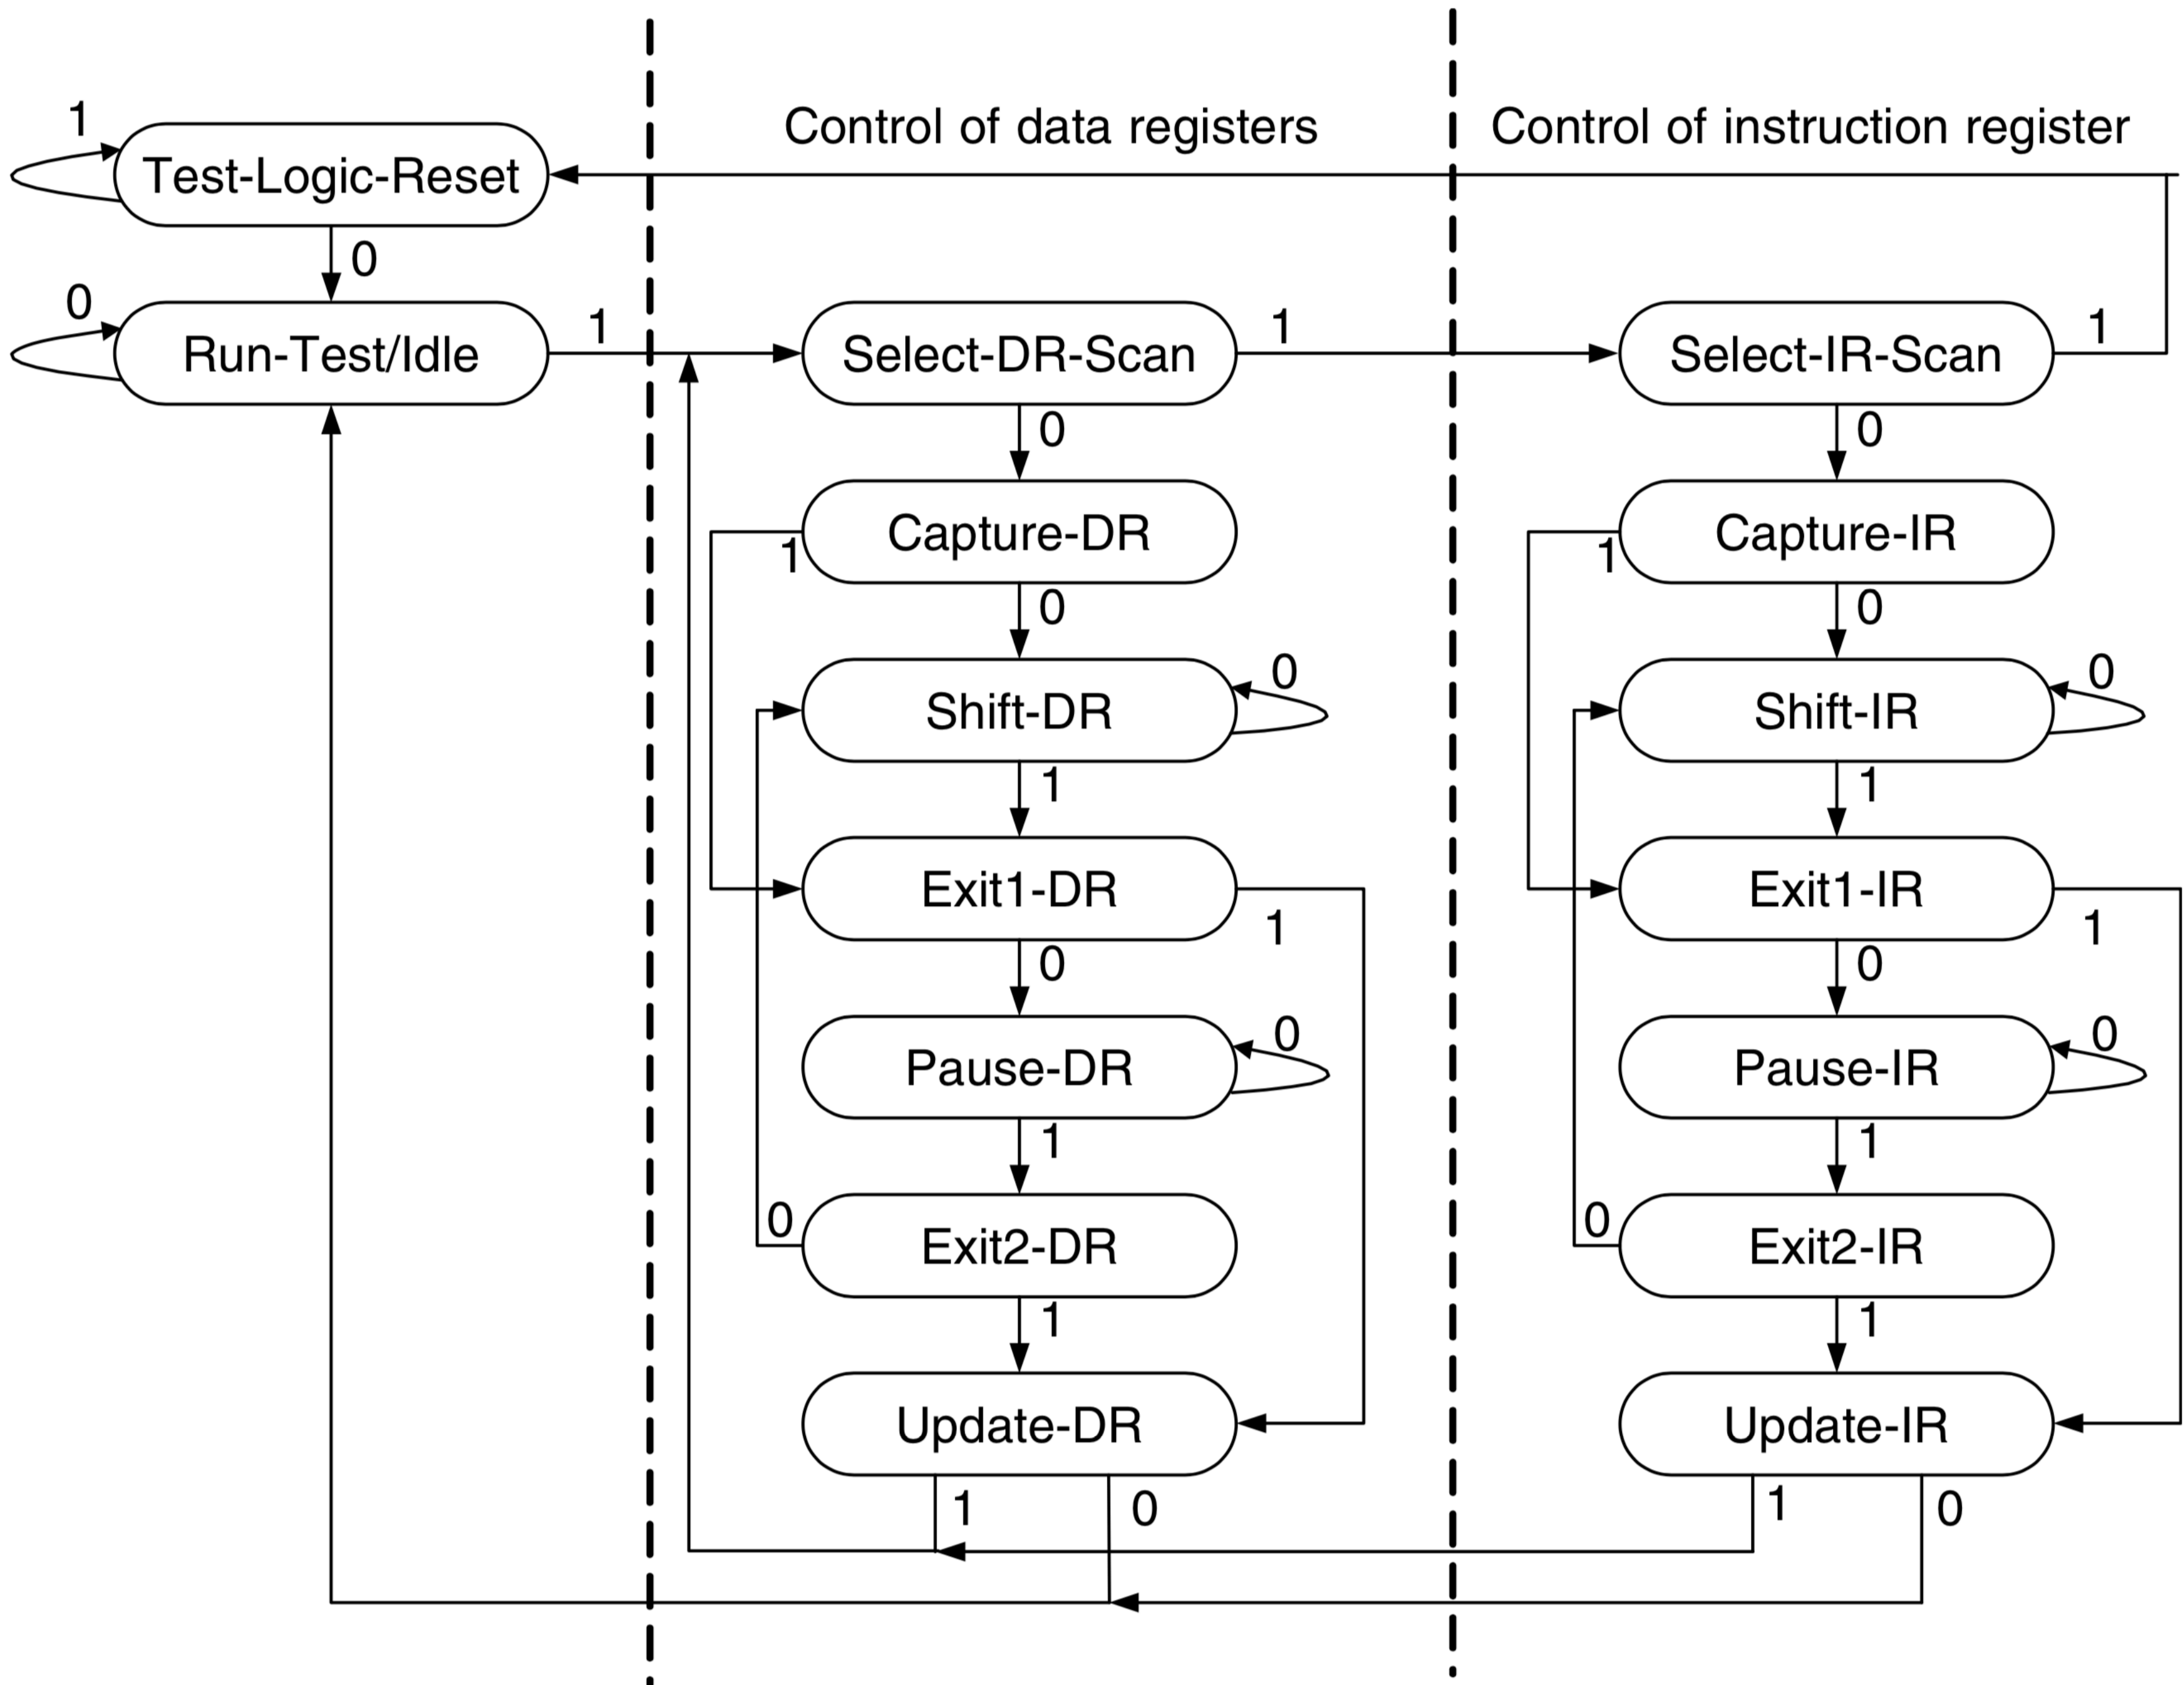 Control of data registers
Control of instruction register
1
Test-Logic-Reset
0
0
Run-Test/Idle
1
Select-DR-Scan
1
Select-IR-Scan
1
0
0
Capture-DR
1
0
Capture-IR
1
0
Shift-DR
0
1
Shift-IR
0
1
Exit1-DR
1
0
Exit1-IR
1
0
Pause-DR
0
1
Pause-IR
0
1
0
Exit2-DR
1
0
Exit2-IR
1
Update-DR
1
0
Update-IR
1
0